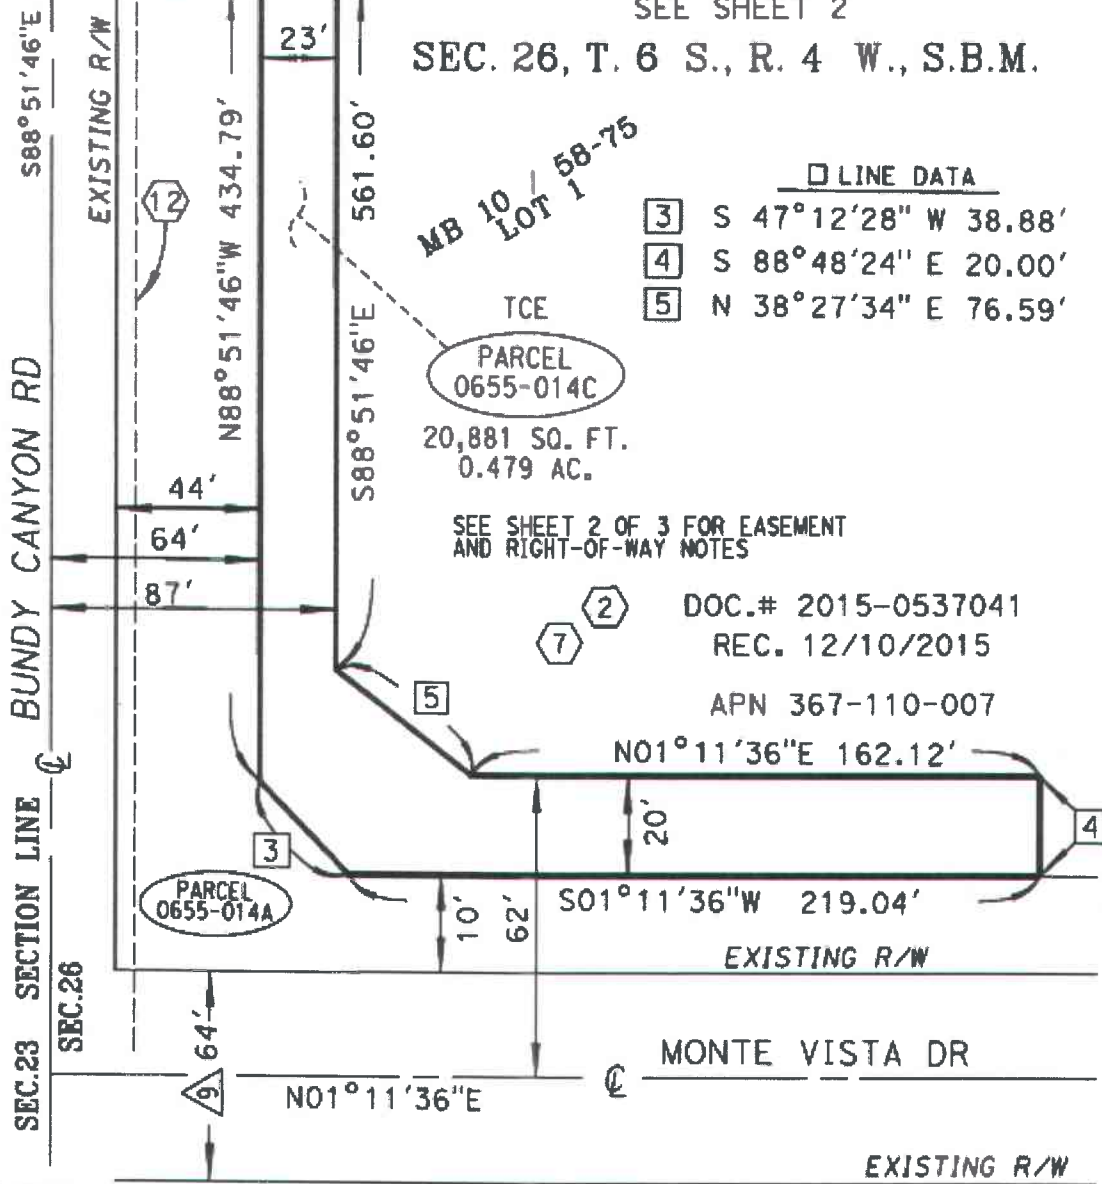 SEE SHEET 2
SEC. 26, T. 6 S., R. 4 W., S.B.M.
S88°51'46"E
EXISTING R/W
12
N88°51'46"W 434.79'
23'
561.60'
S88°51'46"E
MB 10 58-75
LOT 1
LINE DATA
3 S 47°12'28" W 38.88'
4 S 88°48'24" E 20.00'
5 N 38°27'34" E 76.59'
TCE
PARCEL
0655-014C
20,881 SQ. FT.
0.479 AC.
BUNDY CANYON RD
44'
64'
87'
SEE SHEET 2 OF 3 FOR EASEMENT
AND RIGHT-OF-WAY NOTES
2
7
DOC.# 2015-0537041
REC. 12/10/2015
APN 367-110-007
5
N01°11'36"E 162.12'
20'
4
3
PARCEL
0655-014A
10'
62'
S01°11'36"W 219.04'
EXISTING R/W
SEC.23 SECTION LINE
SEC.26
64'
9
MONTE VISTA DR
N01°11'36"E
EXISTING R/W